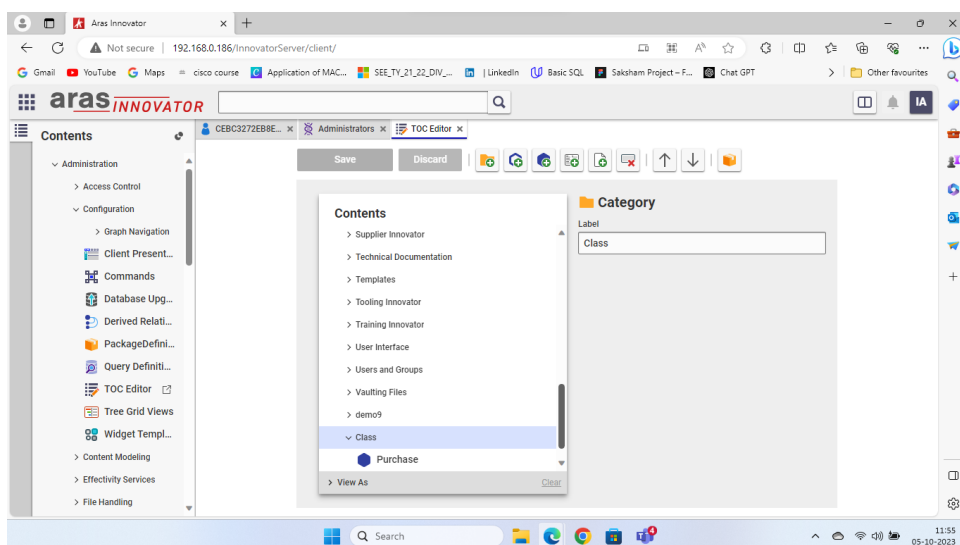 Aras Innovator
Not secure | 192.168.0.186/InnovatorServer/client/
Gmail YouTube Maps cisco course Application of MAC... SEE_TY_21_22_DIV_... | LinkedIn Basic SQL Saksham Project – F... Chat GPT Other favourites
aras INNOVATOR IA
Contents
CEBC3272EB8E... Administrators TOC Editor
Administration
Access Control
Configuration
Graph Navigation
Client Present...
Commands
Database Upg...
Derived Relati...
PackageDefini...
Query Definiti...
TOC Editor
Tree Grid Views
Widget Templ...
Content Modeling
Effectivity Services
File Handling
Save Discard
Contents
Supplier Innovator
Technical Documentation
Templates
Tooling Innovator
Training Innovator
User Interface
Users and Groups
Vaulting Files
demo9
Class
Purchase
View As Clear
Category
Label
Class
Search
11:55
05-10-2023